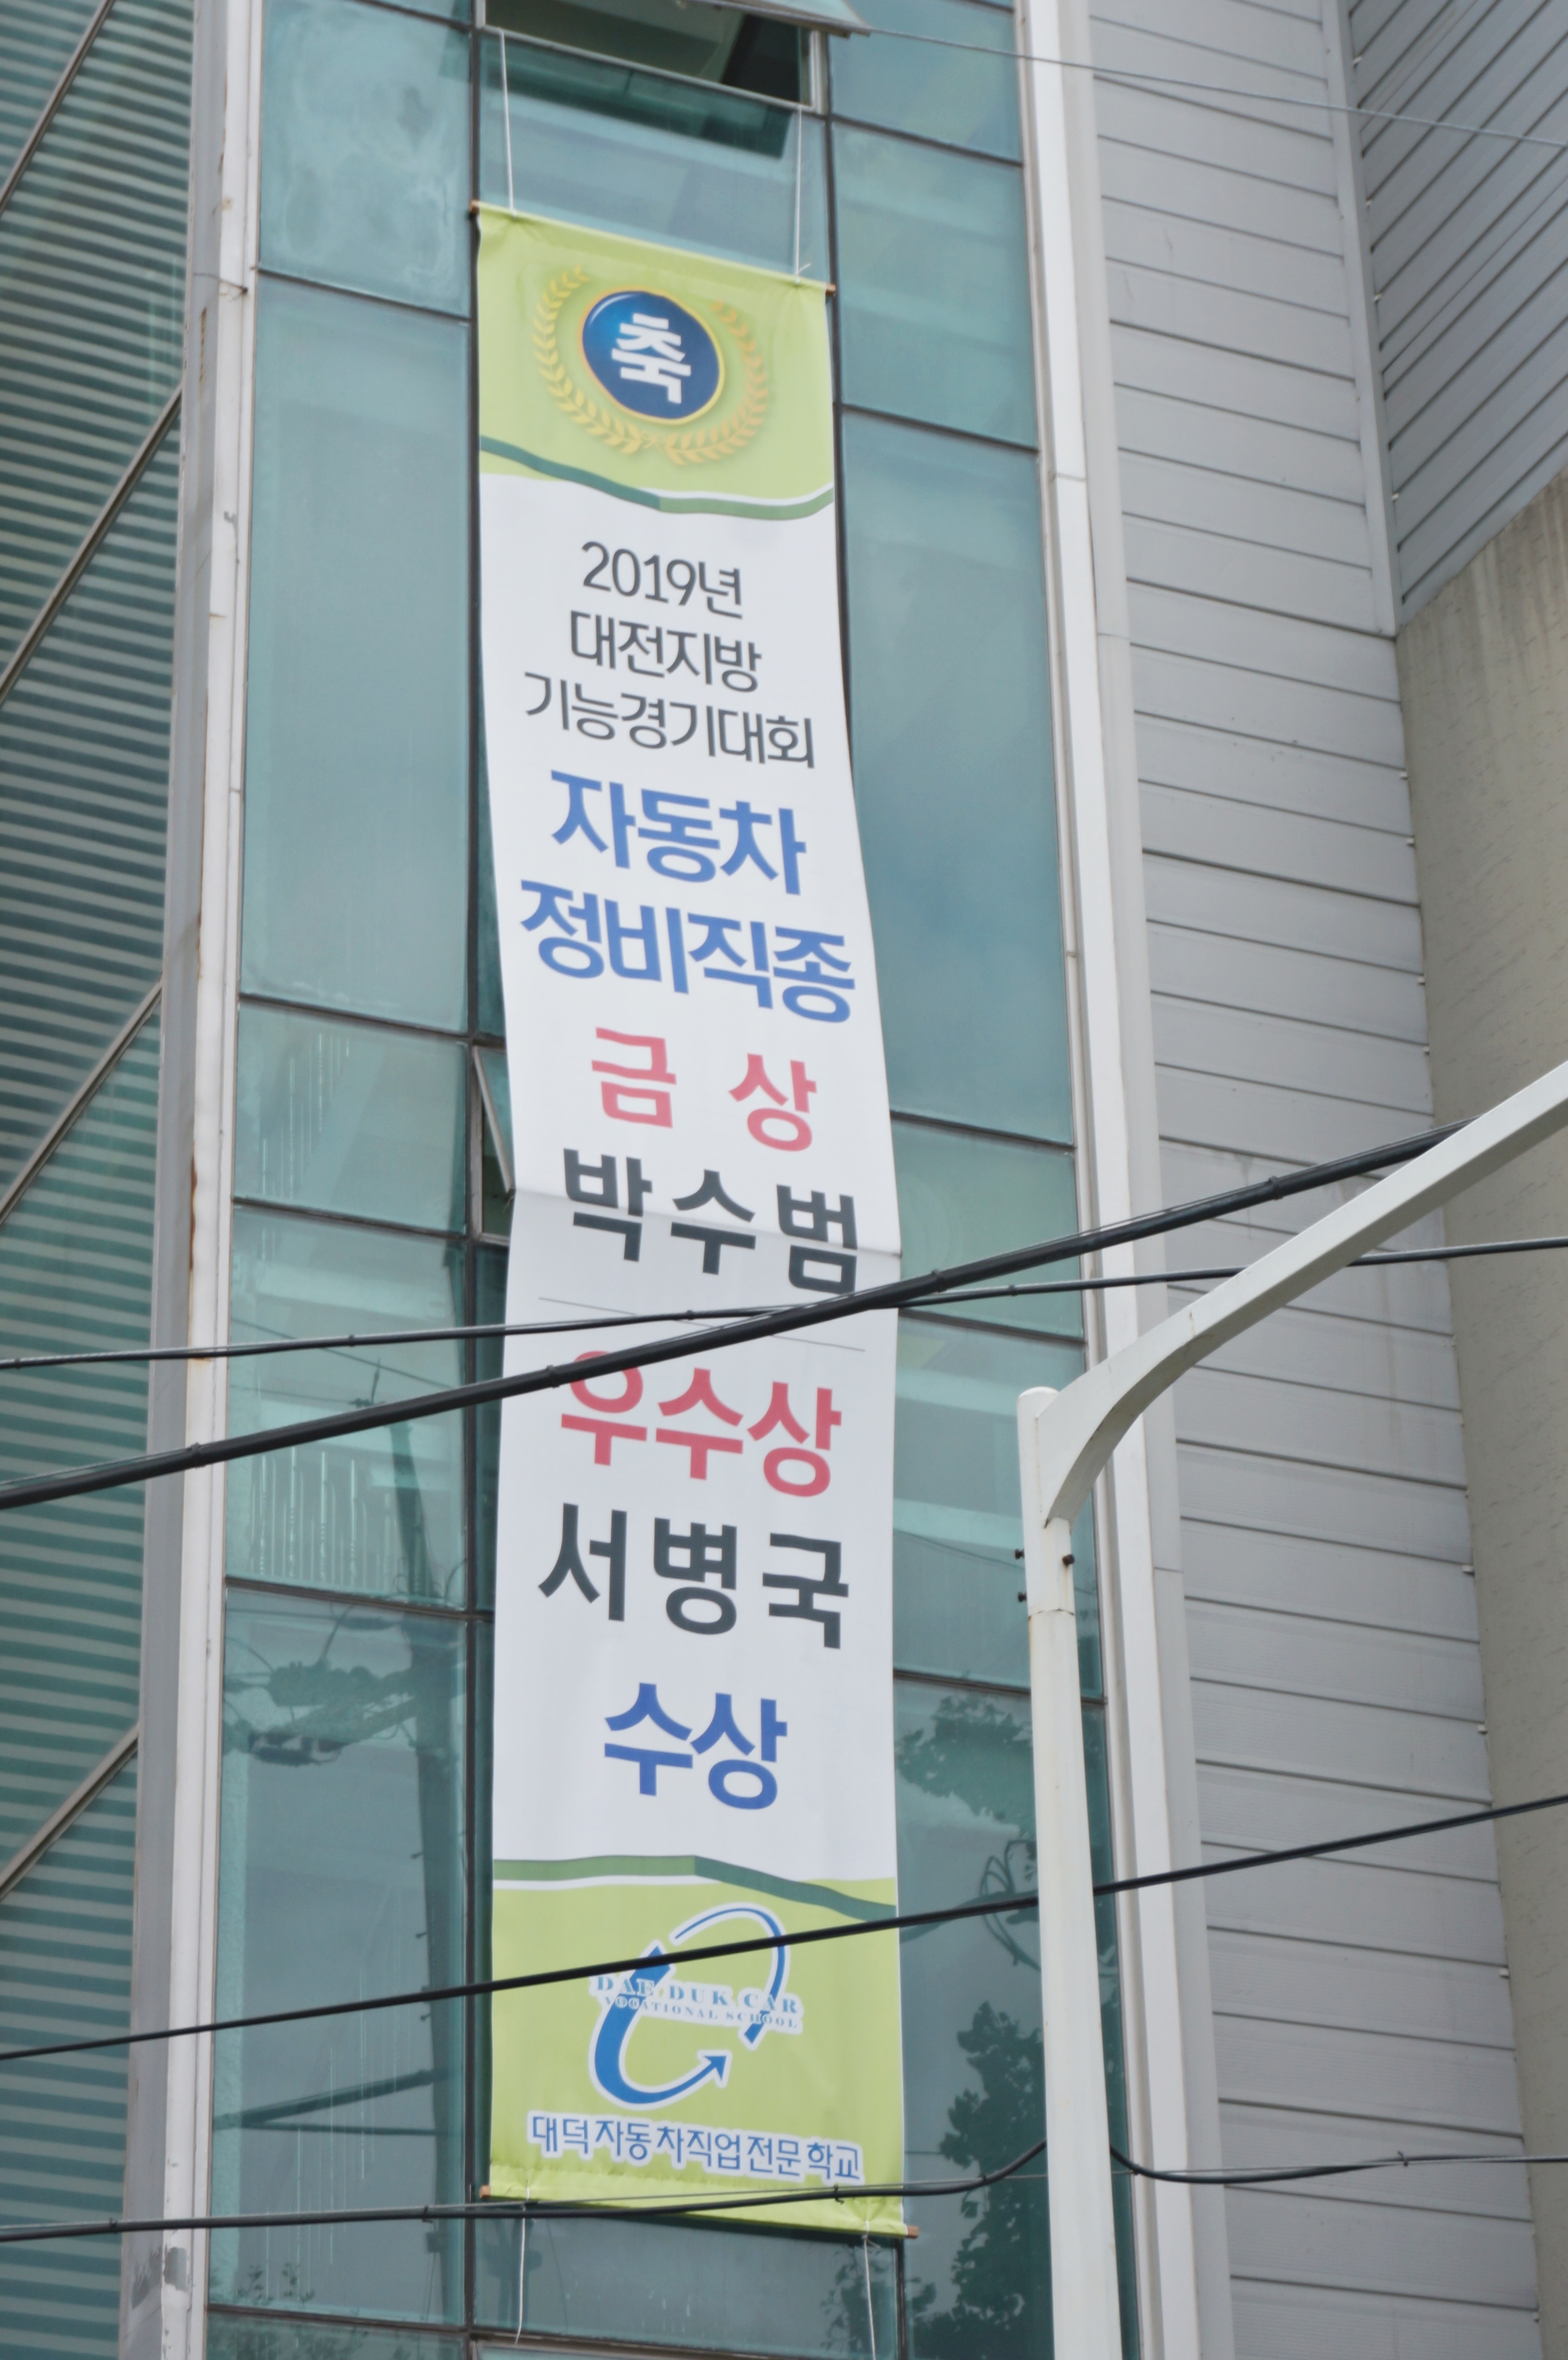 축
2019년
대전지방
기능경기대회
자동차
정비직종
금 상
박수범
우수상
서병국
수상
DAE DUK CAR
VOCATIONAL SCHOOL
대덕자동차직업전문학교